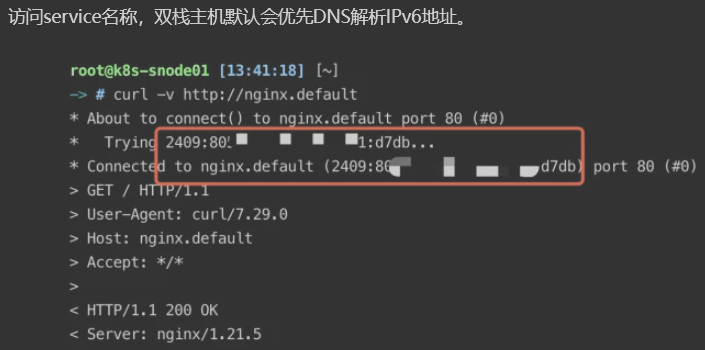 访问service名称，双栈主机默认会优先DNS解析IPv6地址。
root@k8s-snode01 [13:41:18] [~]
-> # curl -v http://nginx.default
* About to connect() to nginx.default port 80 (#0)
* Trying 2409:80 1:d7db...
* Connected to nginx.default (2409:80 d7db) port 80 (#0)
> GET / HTTP/1.1
> User-Agent: curl/7.29.0
> Host: nginx.default
> Accept: */*
>
< HTTP/1.1 200 OK
< Server: nginx/1.21.5